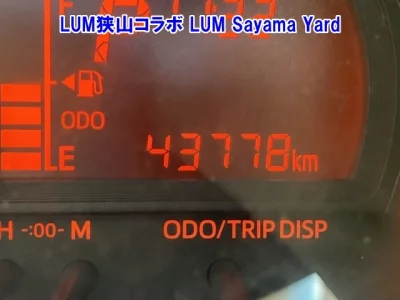 LUM狭山コラボ LUM Sayama Yard
F
ODO
E
43778km
H -:00- M
ODO/TRIP DISP